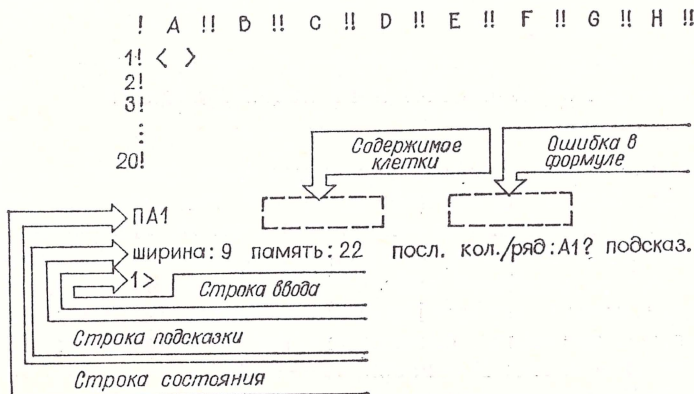 ! A !! B !! C !! D !! E !! F !! G !! H !!
1! < >
2!
3!
⋮
20!
Содержимое клетки
Ошибка в формуле
ПА1
ширина: 9 память: 22 посл. кол./ряд: А1? подсказ.
1>
Строка ввода
Строка подсказки
Строка состояния